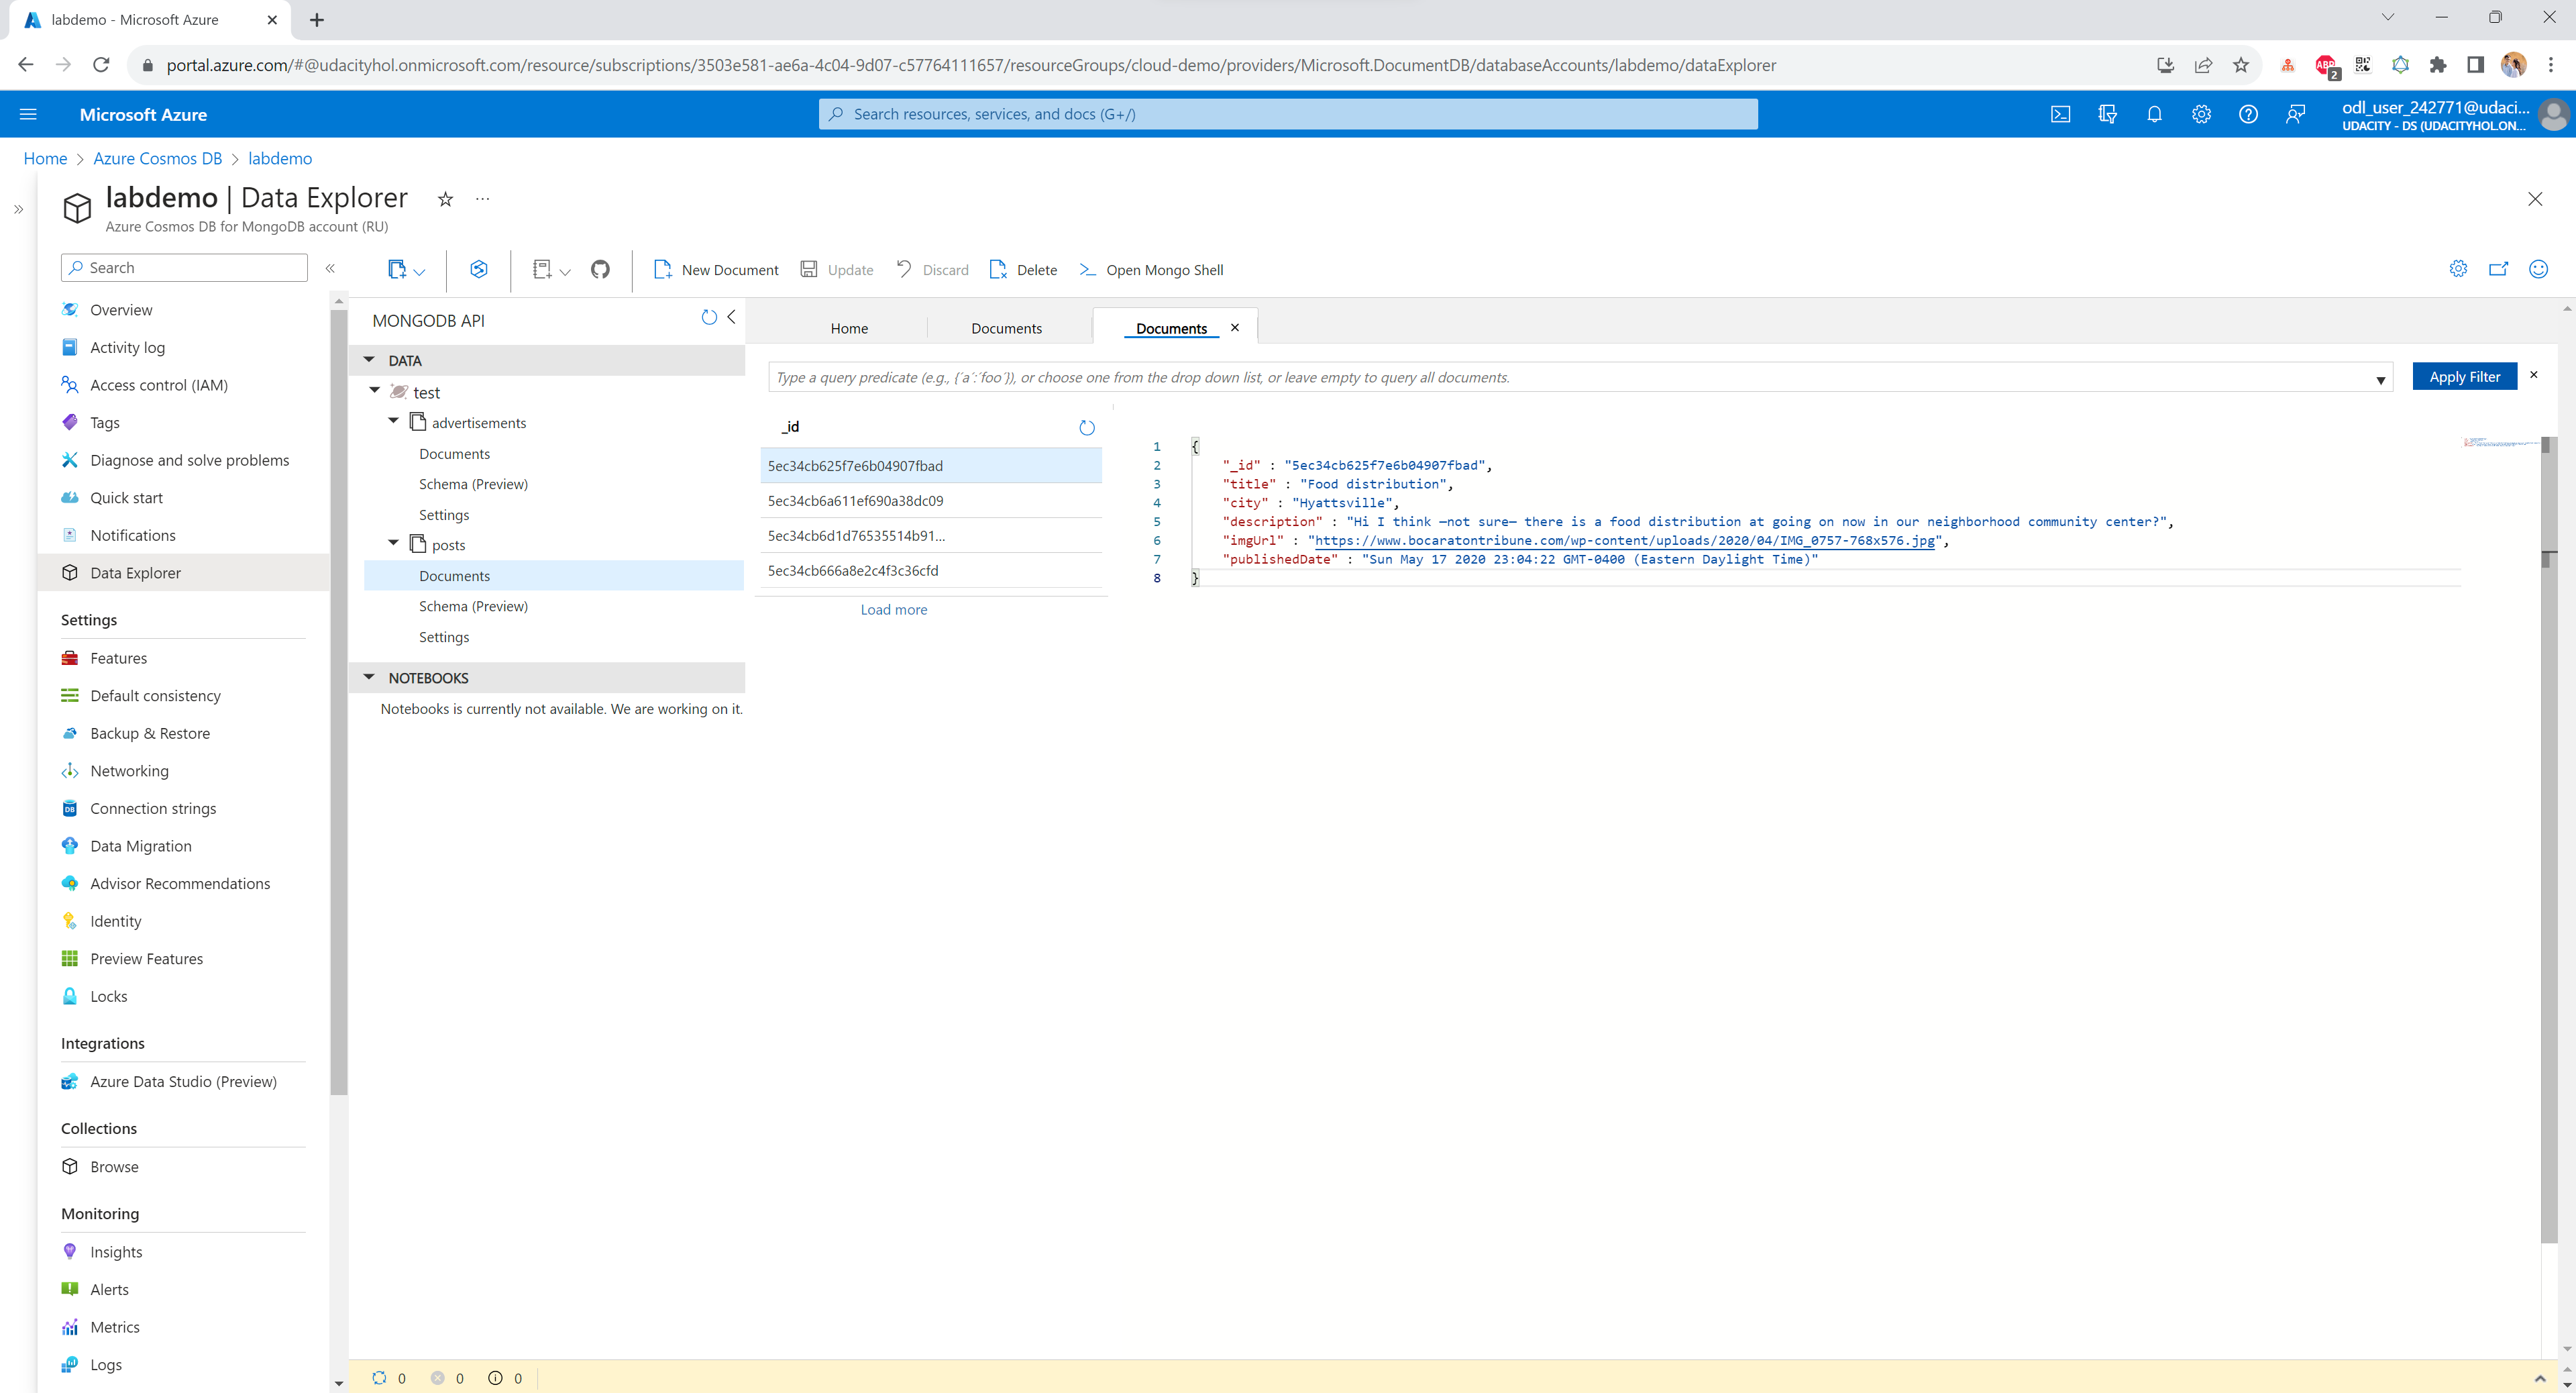 labdemo - Microsoft Azure
portal.azure.com/#@udacityhol.onmicrosoft.com/resource/subscriptions/3503e581-ae6a-4c04-9d07-c57764111657/resourceGroups/cloud-demo/providers/Microsoft.DocumentDB/databaseAccounts/labdemo/dataExplorer
ABP
2
Microsoft Azure
Search resources, services, and docs (G+/)
odl_user_242771@udaci...
UDACITY - DS (UDACITYHOL.ON...
Home > Azure Cosmos DB > labdemo
labdemo | Data Explorer
Azure Cosmos DB for MongoDB account (RU)
Search
New Document
Update
Discard
Delete
Open Mongo Shell
Overview
Activity log
Access control (IAM)
Tags
Diagnose and solve problems
Quick start
Notifications
Data Explorer
Settings
Features
Default consistency
Backup & Restore
Networking
Connection strings
Data Migration
Advisor Recommendations
Identity
Preview Features
Locks
Integrations
Azure Data Studio (Preview)
Collections
Browse
Monitoring
Insights
Alerts
Metrics
Logs
MONGODB API
DATA
test
advertisements
Documents
Schema (Preview)
Settings
posts
Documents
Schema (Preview)
Settings
NOTEBOOKS
Notebooks is currently not available. We are working on it.
Home
Documents
Documents
Type a query predicate (e.g., {´a´:´foo´}), or choose one from the drop down list, or leave empty to query all documents.
Apply Filter
_id
5ec34cb625f7e6b04907fbad
5ec34cb6a611ef690a38dc09
5ec34cb6d1d76535514b91...
5ec34cb666a8e2c4f3c36cfd
Load more
1 {
2 "_id" : "5ec34cb625f7e6b04907fbad",
3 "title" : "Food distribution",
4 "city" : "Hyattsville",
5 "description" : "Hi I think —not sure— there is a food distribution at going on now in our neighborhood community center?",
6 "imgUrl" : "https://www.bocaratontribune.com/wp-content/uploads/2020/04/IMG_0757-768x576.jpg",
7 "publishedDate" : "Sun May 17 2020 23:04:22 GMT-0400 (Eastern Daylight Time)"
8 }
0 0 0